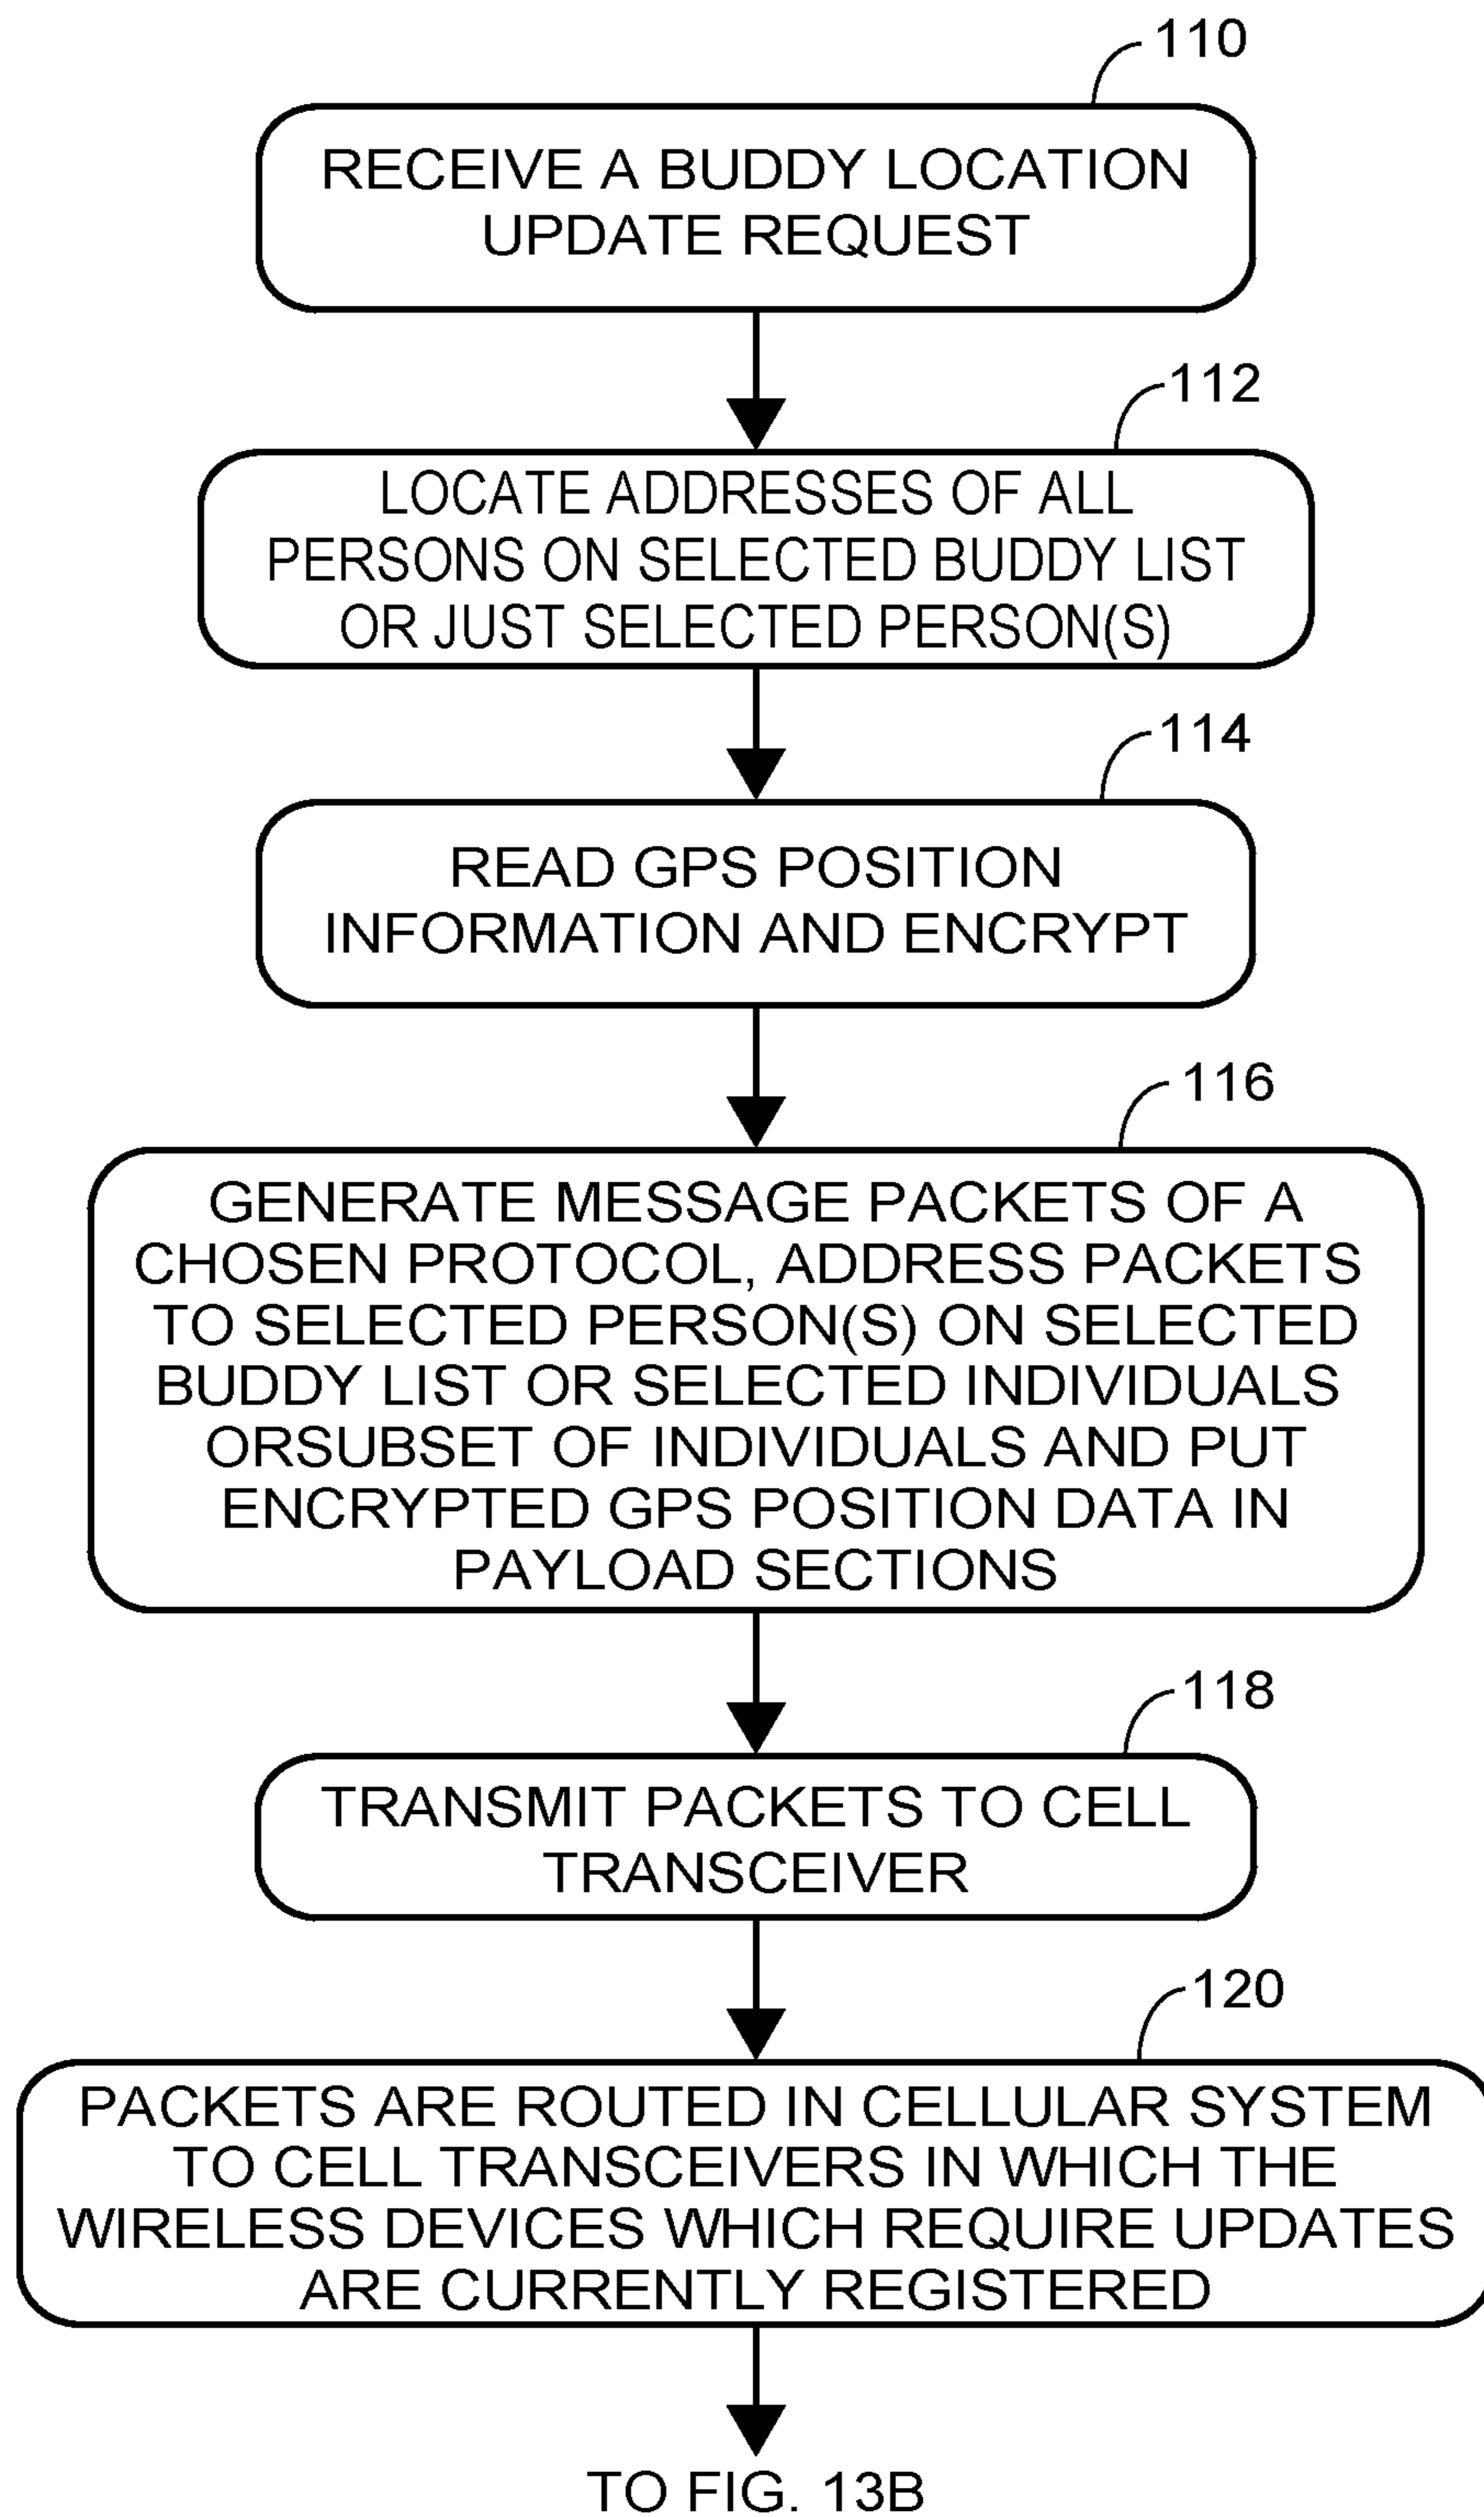 110
RECEIVE A BUDDY LOCATION
UPDATE REQUEST
112
LOCATE ADDRESSES OF ALL
PERSONS ON SELECTED BUDDY LIST
OR JUST SELECTED PERSON(S)
114
READ GPS POSITION
INFORMATION AND ENCRYPT
116
GENERATE MESSAGE PACKETS OF A
CHOSEN PROTOCOL, ADDRESS PACKETS
TO SELECTED PERSON(S) ON SELECTED
BUDDY LIST OR SELECTED INDIVIDUALS
ORSUBSET OF INDIVIDUALS AND PUT
ENCRYPTED GPS POSITION DATA IN
PAYLOAD SECTIONS
118
TRANSMIT PACKETS TO CELL
TRANSCEIVER
120
PACKETS ARE ROUTED IN CELLULAR SYSTEM
TO CELL TRANSCEIVERS IN WHICH THE
WIRELESS DEVICES WHICH REQUIRE UPDATES
ARE CURRENTLY REGISTERED
TO FIG. 13B